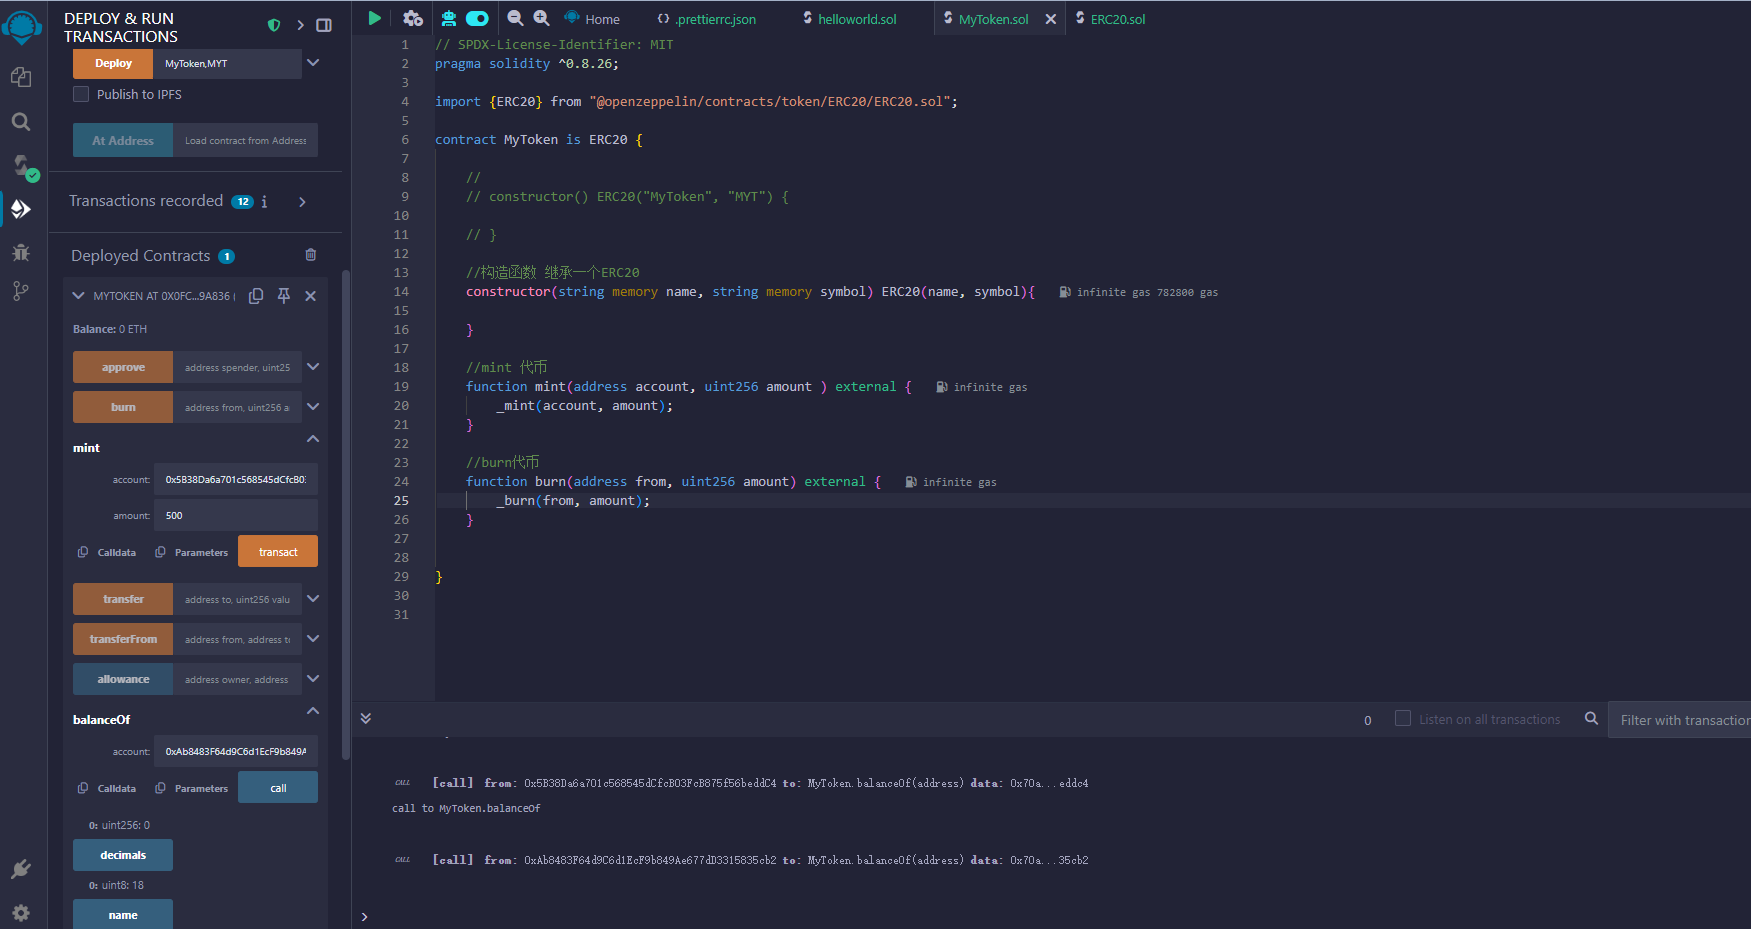 DEPLOY & RUN
TRANSACTIONS
Deploy MyToken,MYT
Publish to IPFS
At Address Load contract from Address
Transactions recorded 12 i
Deployed Contracts 1
MYTOKEN AT 0X0FC...9A836 (
Balance: 0 ETH
approve address spender, uint25
burn address from, uint256 a
mint
account: 0x5B38Da6a701c568545dCfcB03
amount: 500
Calldata Parameters transact
transfer address to, uint256 valu
transferFrom address from, address to
allowance address owner, address
balanceOf
account: 0xAb8483F64d9C6d1EcF9b849A
Calldata Parameters call
0: uint256: 0
decimals
0: uint8: 18
name
Home {} .prettierrc.json helloworld.sol MyToken.sol ERC20.sol
1 // SPDX-License-Identifier: MIT
2 pragma solidity ^0.8.26;
3
4 import {ERC20} from "@openzeppelin/contracts/token/ERC20/ERC20.sol";
5
6 contract MyToken is ERC20 {
7
8 //
9 // constructor() ERC20("MyToken", "MYT") {
10
11 // }
12
13 //构造函数 继承一个ERC20
14 constructor(string memory name, string memory symbol) ERC20(name, symbol){ infinite gas 782800 gas
15
16 }
17
18 //mint 代币
19 function mint(address account, uint256 amount ) external { infinite gas
20 _mint(account, amount);
21 }
22
23 //burn代币
24 function burn(address from, uint256 amount) external { infinite gas
25 _burn(from, amount);
26 }
27
28
29 }
30
31
0 Listen on all transactions Filter with transaction
CALL [call] from: 0x5B38Da6a701c568545dCfcB03FcB875f56beddC4 to: MyToken.balanceOf(address) data: 0x70a...eddc4
call to MyToken.balanceOf
CALL [call] from: 0xAb8483F64d9C6d1EcF9b849Ae677dD3315835cb2 to: MyToken.balanceOf(address) data: 0x70a...35cb2
>